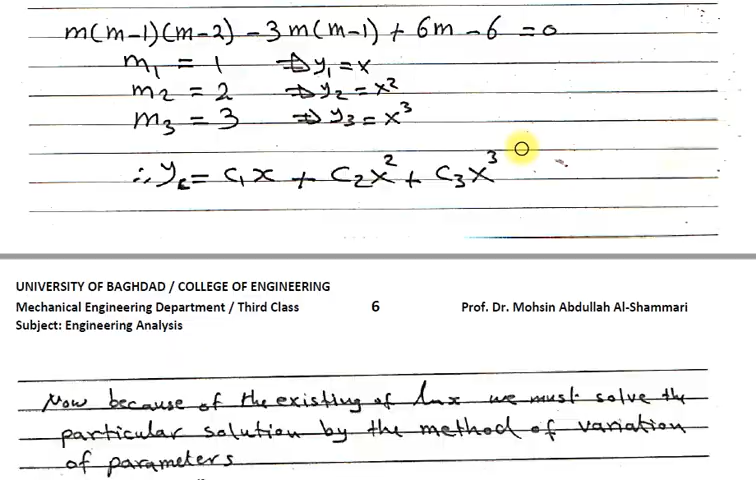 m(m-1)(m-2) - 3m(m-1) + 6m - 6 = 0
m₁ = 1 ⇒ y₁ = x
m₂ = 2 ⇒ y₂ = x²
m₃ = 3 ⇒ y₃ = x³
∴ y_c = c₁x + c₂x² + c₃x³
UNIVERSITY OF BAGHDAD / COLLEGE OF ENGINEERING
Mechanical Engineering Department / Third Class 6 Prof. Dr. Mohsin Abdullah Al-Shammari
Subject: Engineering Analysis
Now because of the existing of lnx we must solve the
particular solution by the method of variation
of parameters